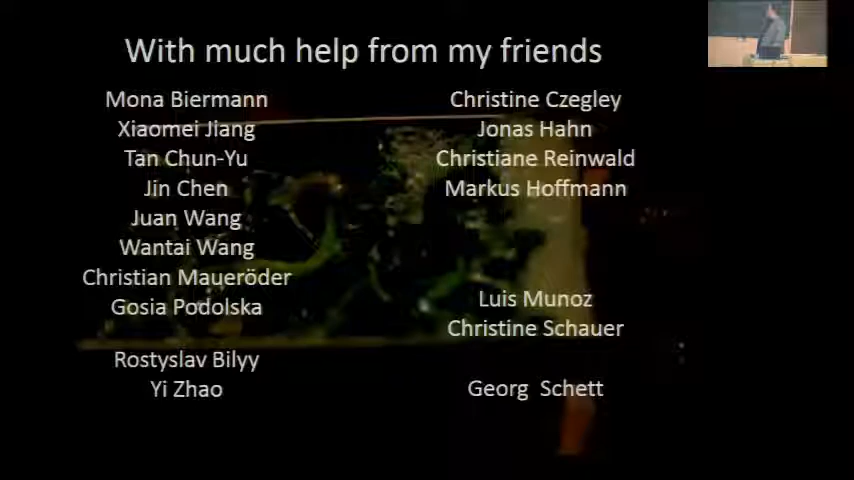 With much help from my friends
Mona Biermann
Xiaomei Jiang
Tan Chun-Yu
Jin Chen
Juan Wang
Wantai Wang
Christian Maueröder
Gosia Podolska
Rostyslav Bilyy
Yi Zhao
Christine Czegley
Jonas Hahn
Christiane Reinwald
Markus Hoffmann
Luis Munoz
Christine Schauer
Georg Schett